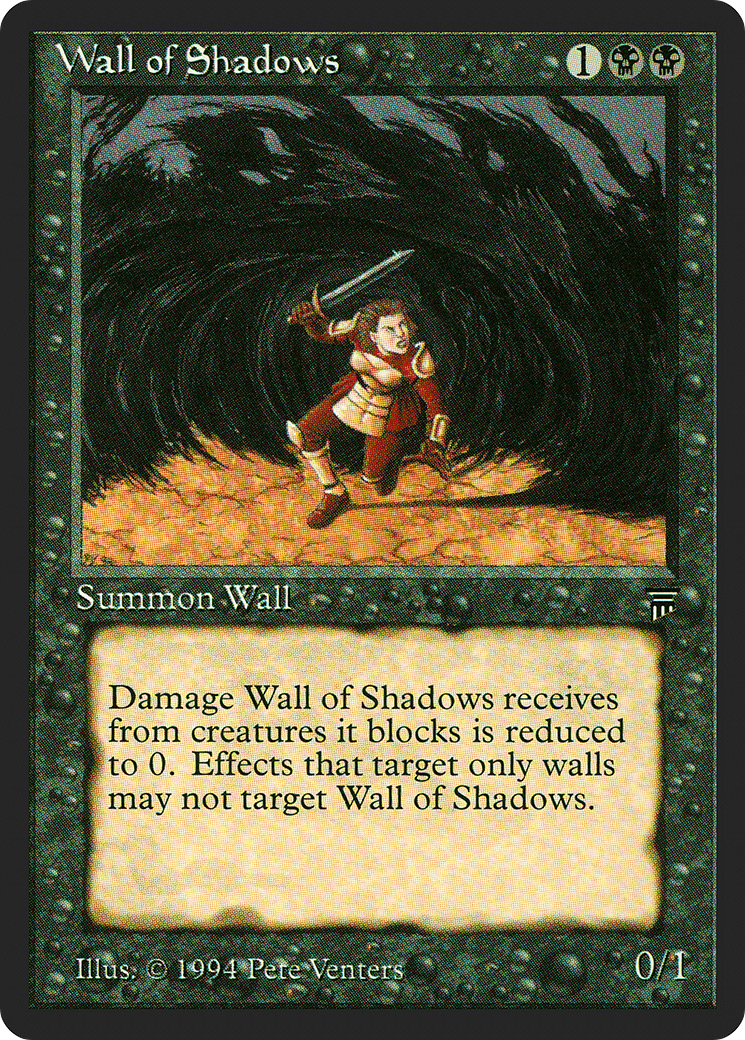 Wall of Shadows
1
Summon Wall
Damage Wall of Shadows receives
from creatures it blocks is reduced
to 0. Effects that target only walls
may not target Wall of Shadows.
Illus: © 1994 Pete Venters
0/1